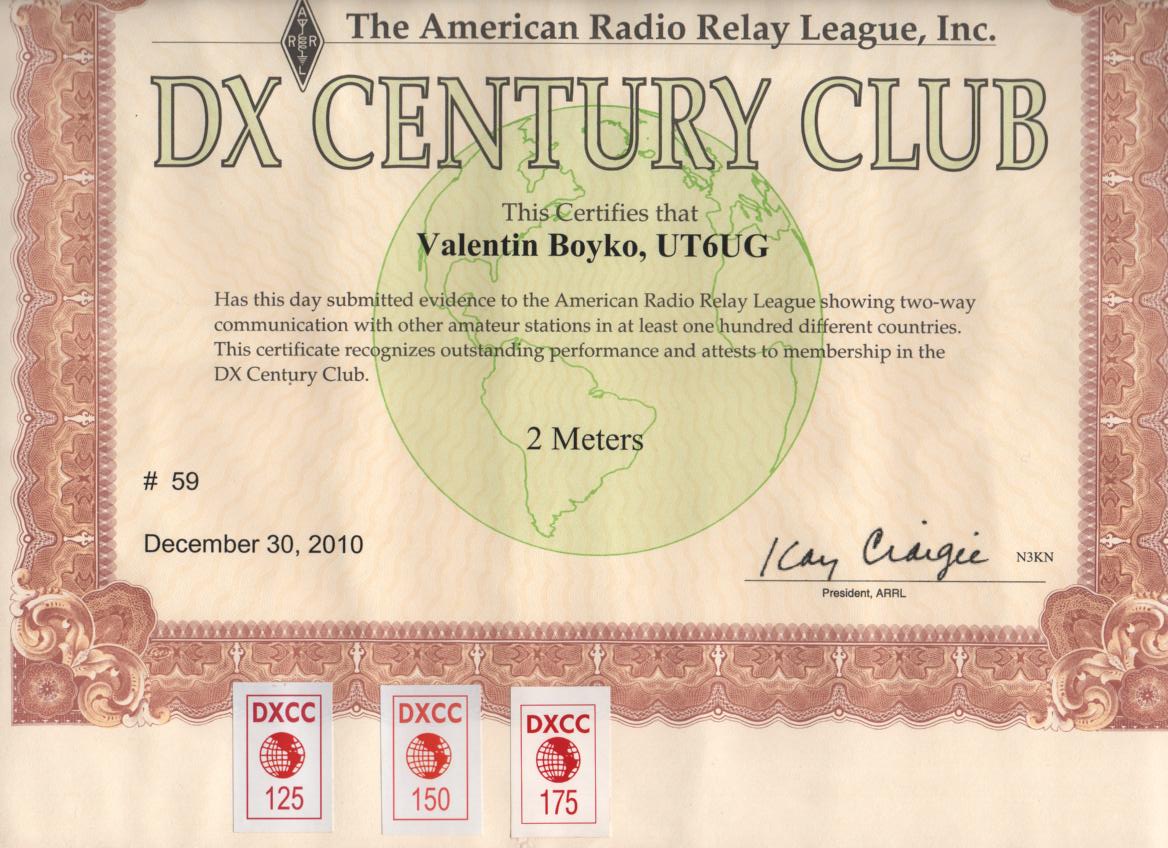 A
R R
L
The American Radio Relay League, Inc.
DX CENTURY CLUB
This Certifies that
Valentin Boyko, UT6UG
Has this day submitted evidence to the American Radio Relay League showing two-way
communication with other amateur stations in at least one hundred different countries.
This certificate recognizes outstanding performance and attests to membership in the
DX Century Club.
2 Meters
# 59
December 30, 2010
Kay Craigie N3KN
President, ARRL
DXCC
125
DXCC
150
DXCC
175